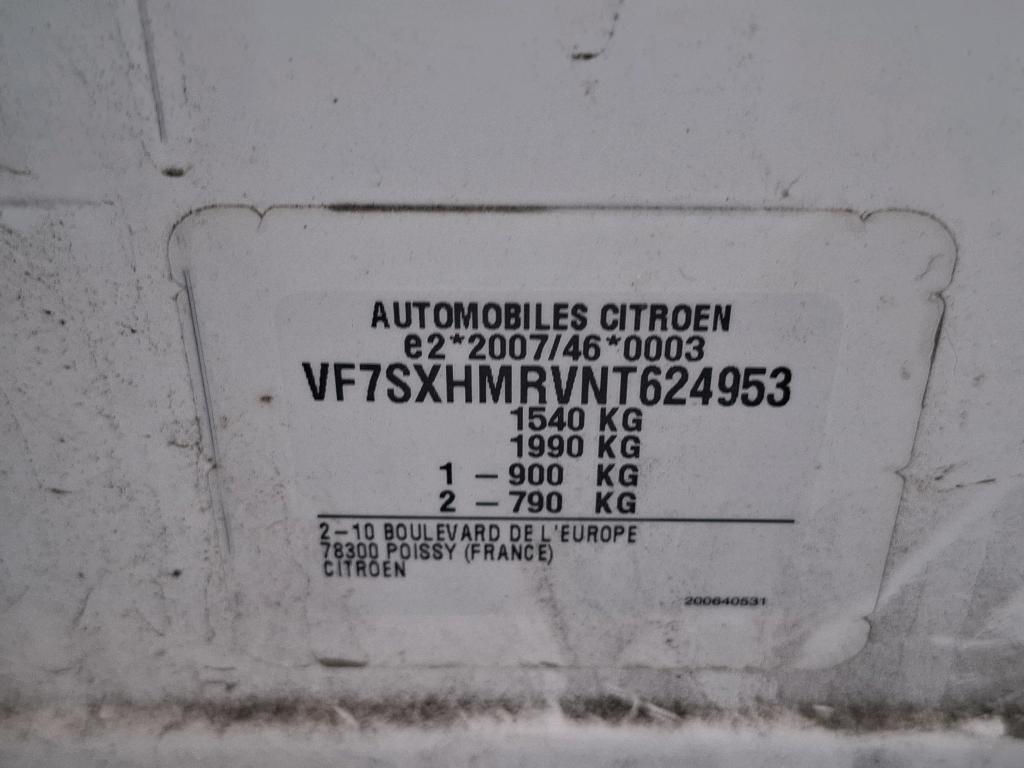 AUTOMOBILES CITROEN
e2*2007/46*0003
VF7SXHMRVNT624953
1540 KG
1990 KG
1 – 900 KG
2 – 790 KG
2–10 BOULEVARD DE L'EUROPE
78300 POISSY (FRANCE)
CITROEN
200640531